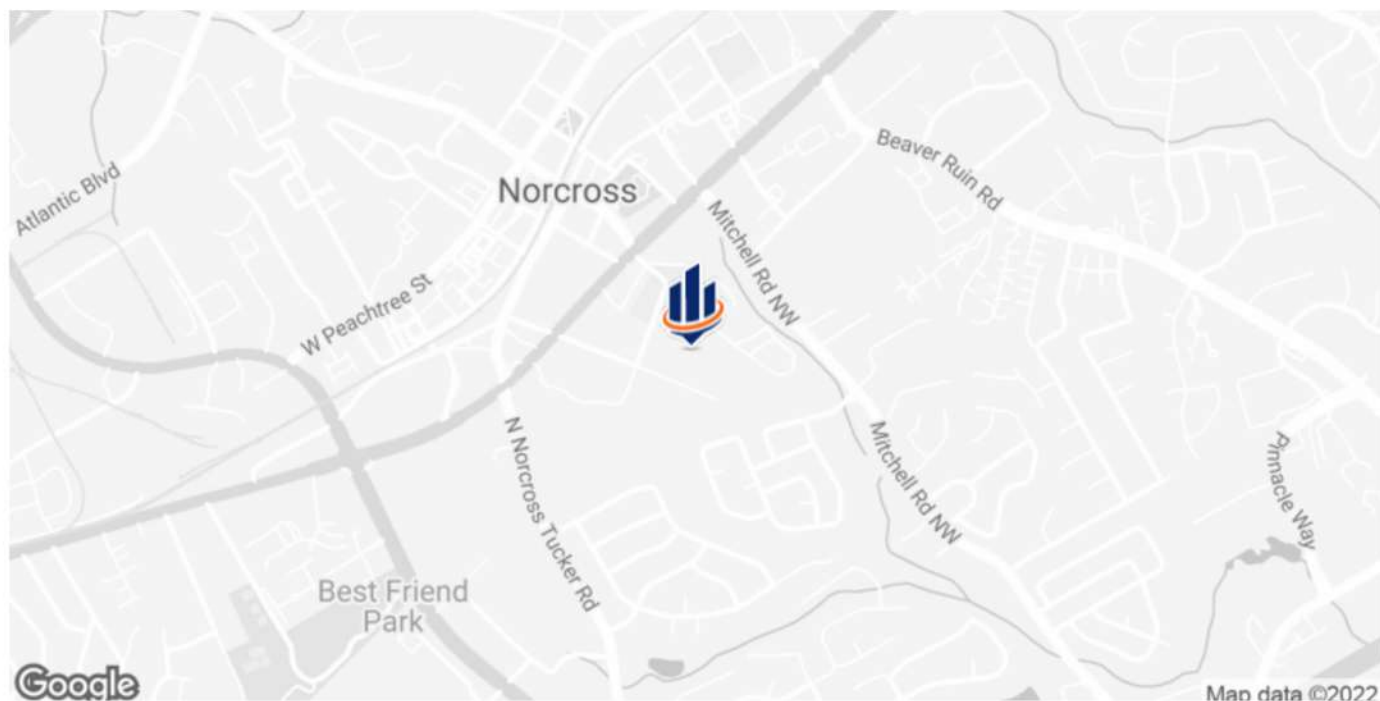 Atlantic Blvd
Norcross
Beaver Ruin Rd
Mitchell Rd NW
W Peachtree St
N Norcross Tucker Rd
Mitchell Rd NW
Pinnacle Way
Best Friend
Park
Google
Map data ©2022